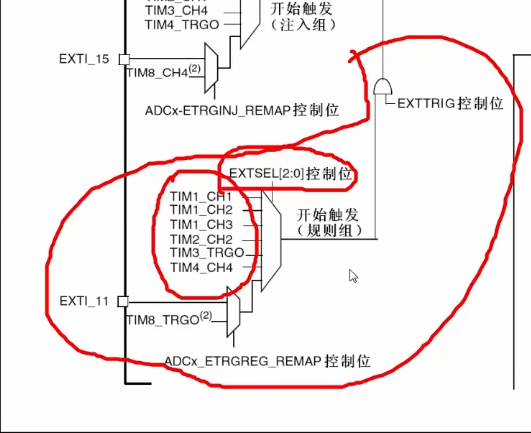 TIM3_CH4
TIM4_TRGO
开始触发
(注入组)
EXTI_15
TIM8_CH4(2)
ADCx-ETRGINJ_REMAP控制位
EXTTRIG控制位
EXTSEL[2:0]控制位
TIM1_CH1
TIM1_CH2
TIM1_CH3
TIM2_CH2
TIM3_TRGO
TIM4_CH4
开始触发
(规则组)
EXTI_11
TIM8_TRGO(2)
ADCx_ETRGREG_REMAP控制位